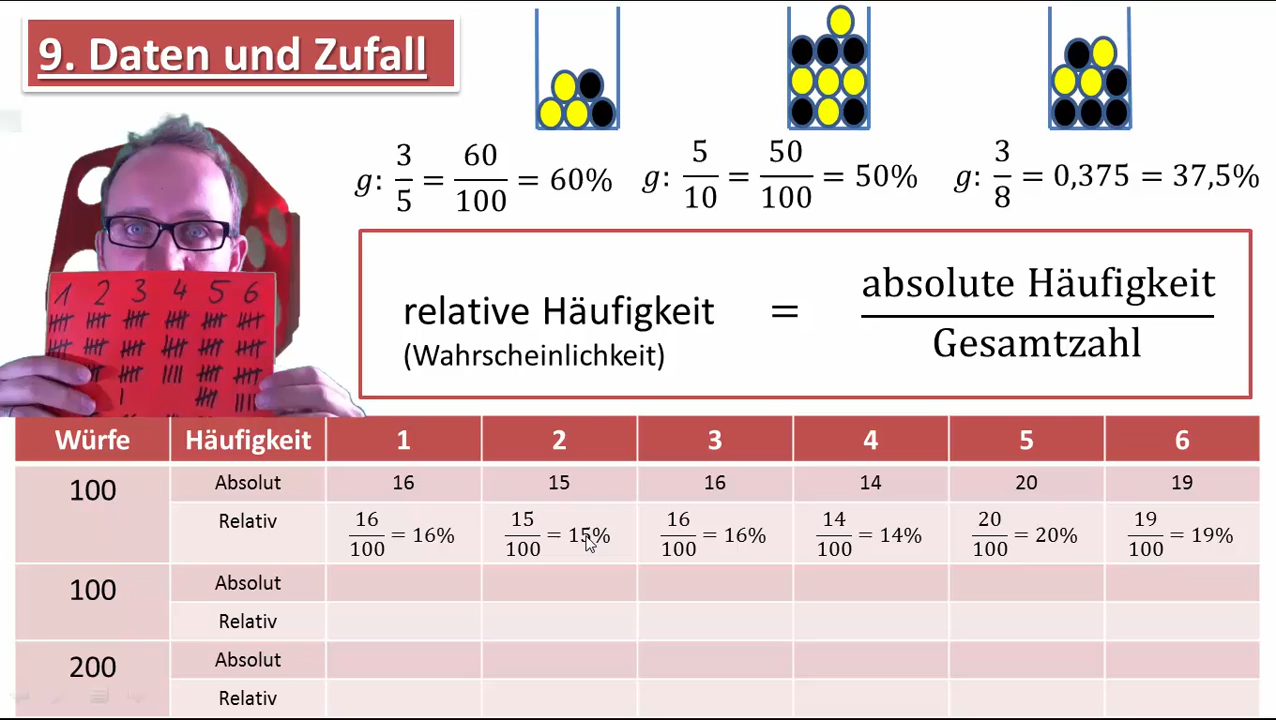 9. Daten und Zufall
g: 3/5 = 60/100 = 60%
g: 5/10 = 50/100 = 50%
g: 3/8 = 0,375 = 37,5%
relative Häufigkeit = absolute Häufigkeit / Gesamtzahl
(Wahrscheinlichkeit)
1 2 3 4 5 6
Würfe Häufigkeit 1 2 3 4 5 6
100 Absolut 16 15 16 14 20 19
Relativ 16/100 = 16% 15/100 = 15% 16/100 = 16% 14/100 = 14% 20/100 = 20% 19/100 = 19%
100 Absolut
Relativ
200 Absolut
Relativ